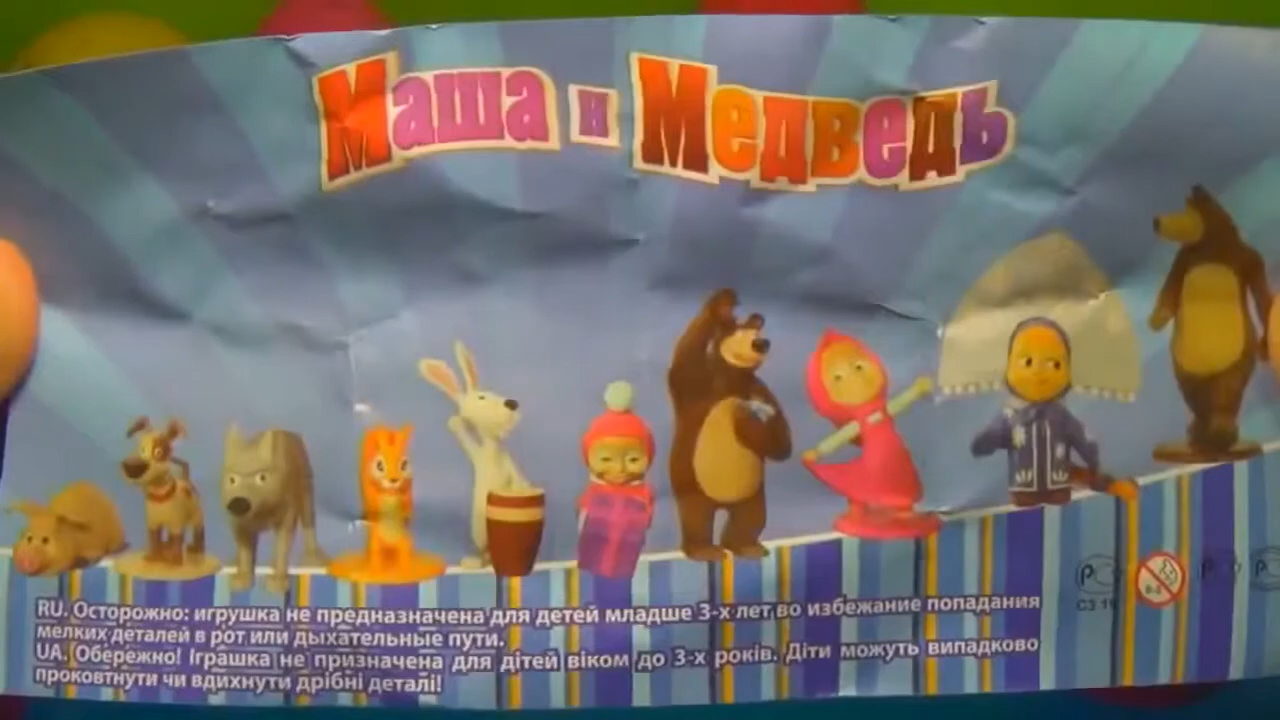 Маша и Медведь
RU. Осторожно: игрушка не предназначена для детей младше 3-х лет,во избежание попадания
мелких деталей в рот или дыхательные пути.
UA. Обережно! Іграшка не призначена для дітей віком до 3-х років. Діти можуть випадково
проковтнути чи вдихнути дрібні деталі!